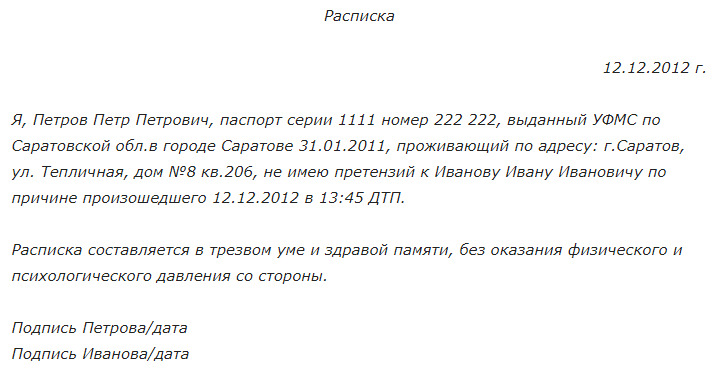 Расписка
12.12.2012 г.
Я, Петров Петр Петрович, паспорт серии 1111 номер 222 222, выданный УФМС по
Саратовской обл.в городе Саратове 31.01.2011, проживающий по адресу: г.Саратов,
ул. Тепличная, дом №8 кв.206, не имею претензий к Иванову Ивану Ивановичу по
причине произошедшего 12.12.2012 в 13:45 ДТП.
Расписка составляется в трезвом уме и здравой памяти, без оказания физического и
психологического давления со стороны.
Подпись Петрова/дата
Подпись Иванова/дата